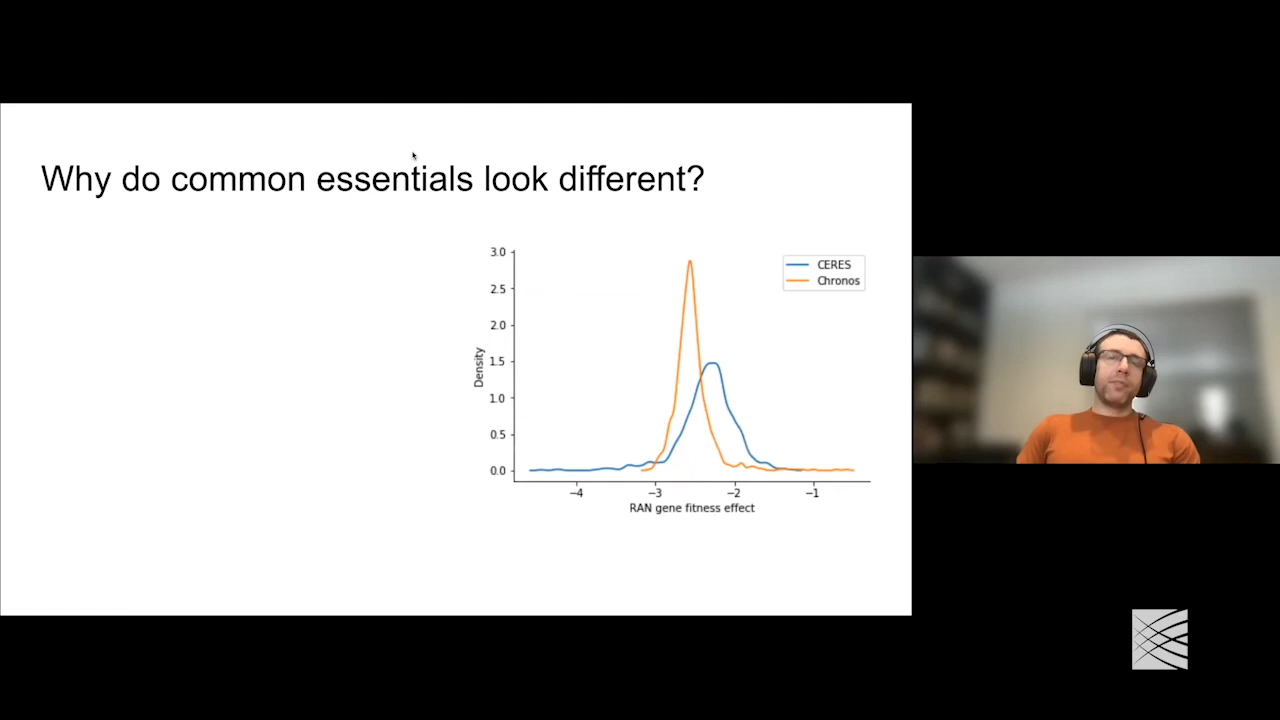 Why do common essentials look different?
3.0
2.5
2.0
1.5
1.0
0.5
0.0
Density
CERES
Chronos
−4
−3
−2
−1
RAN gene fitness effect